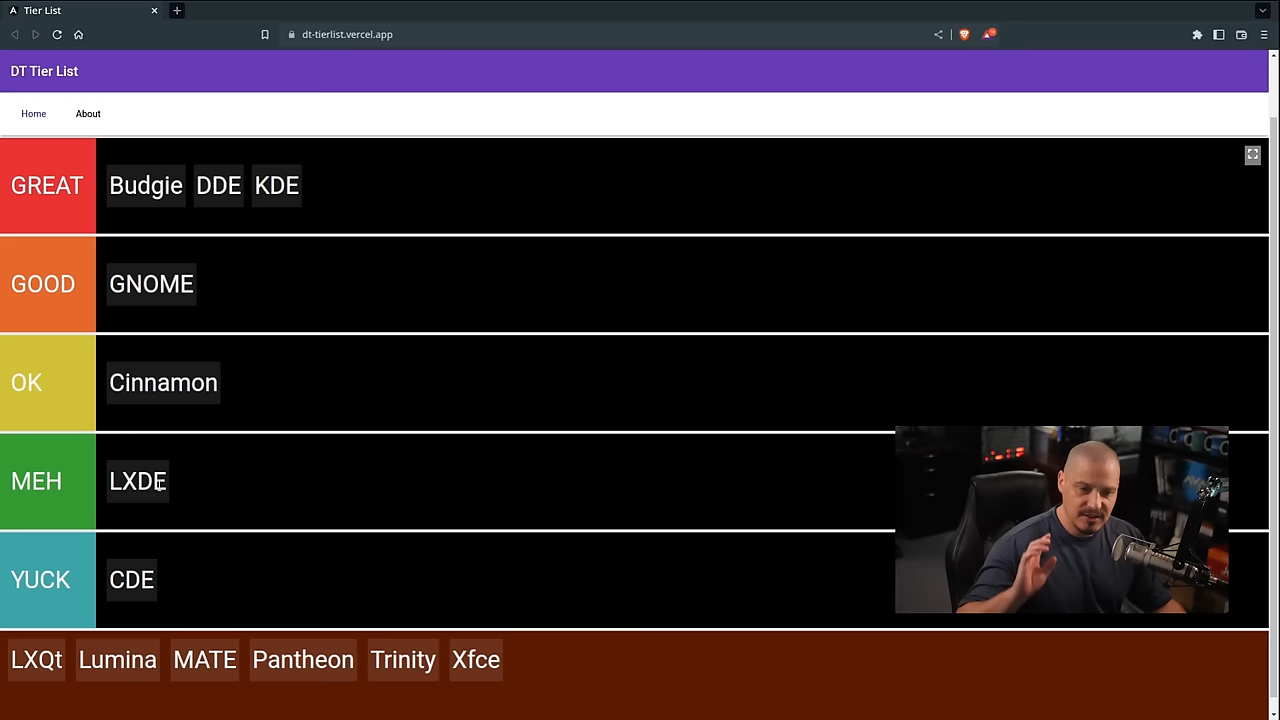 Tier List
dt-tierlist.vercel.app
DT Tier List
Home About
GREAT Budgie DDE KDE
GOOD GNOME
OK Cinnamon
MEH LXDE
YUCK CDE
LXQt Lumina MATE Pantheon Trinity Xfce